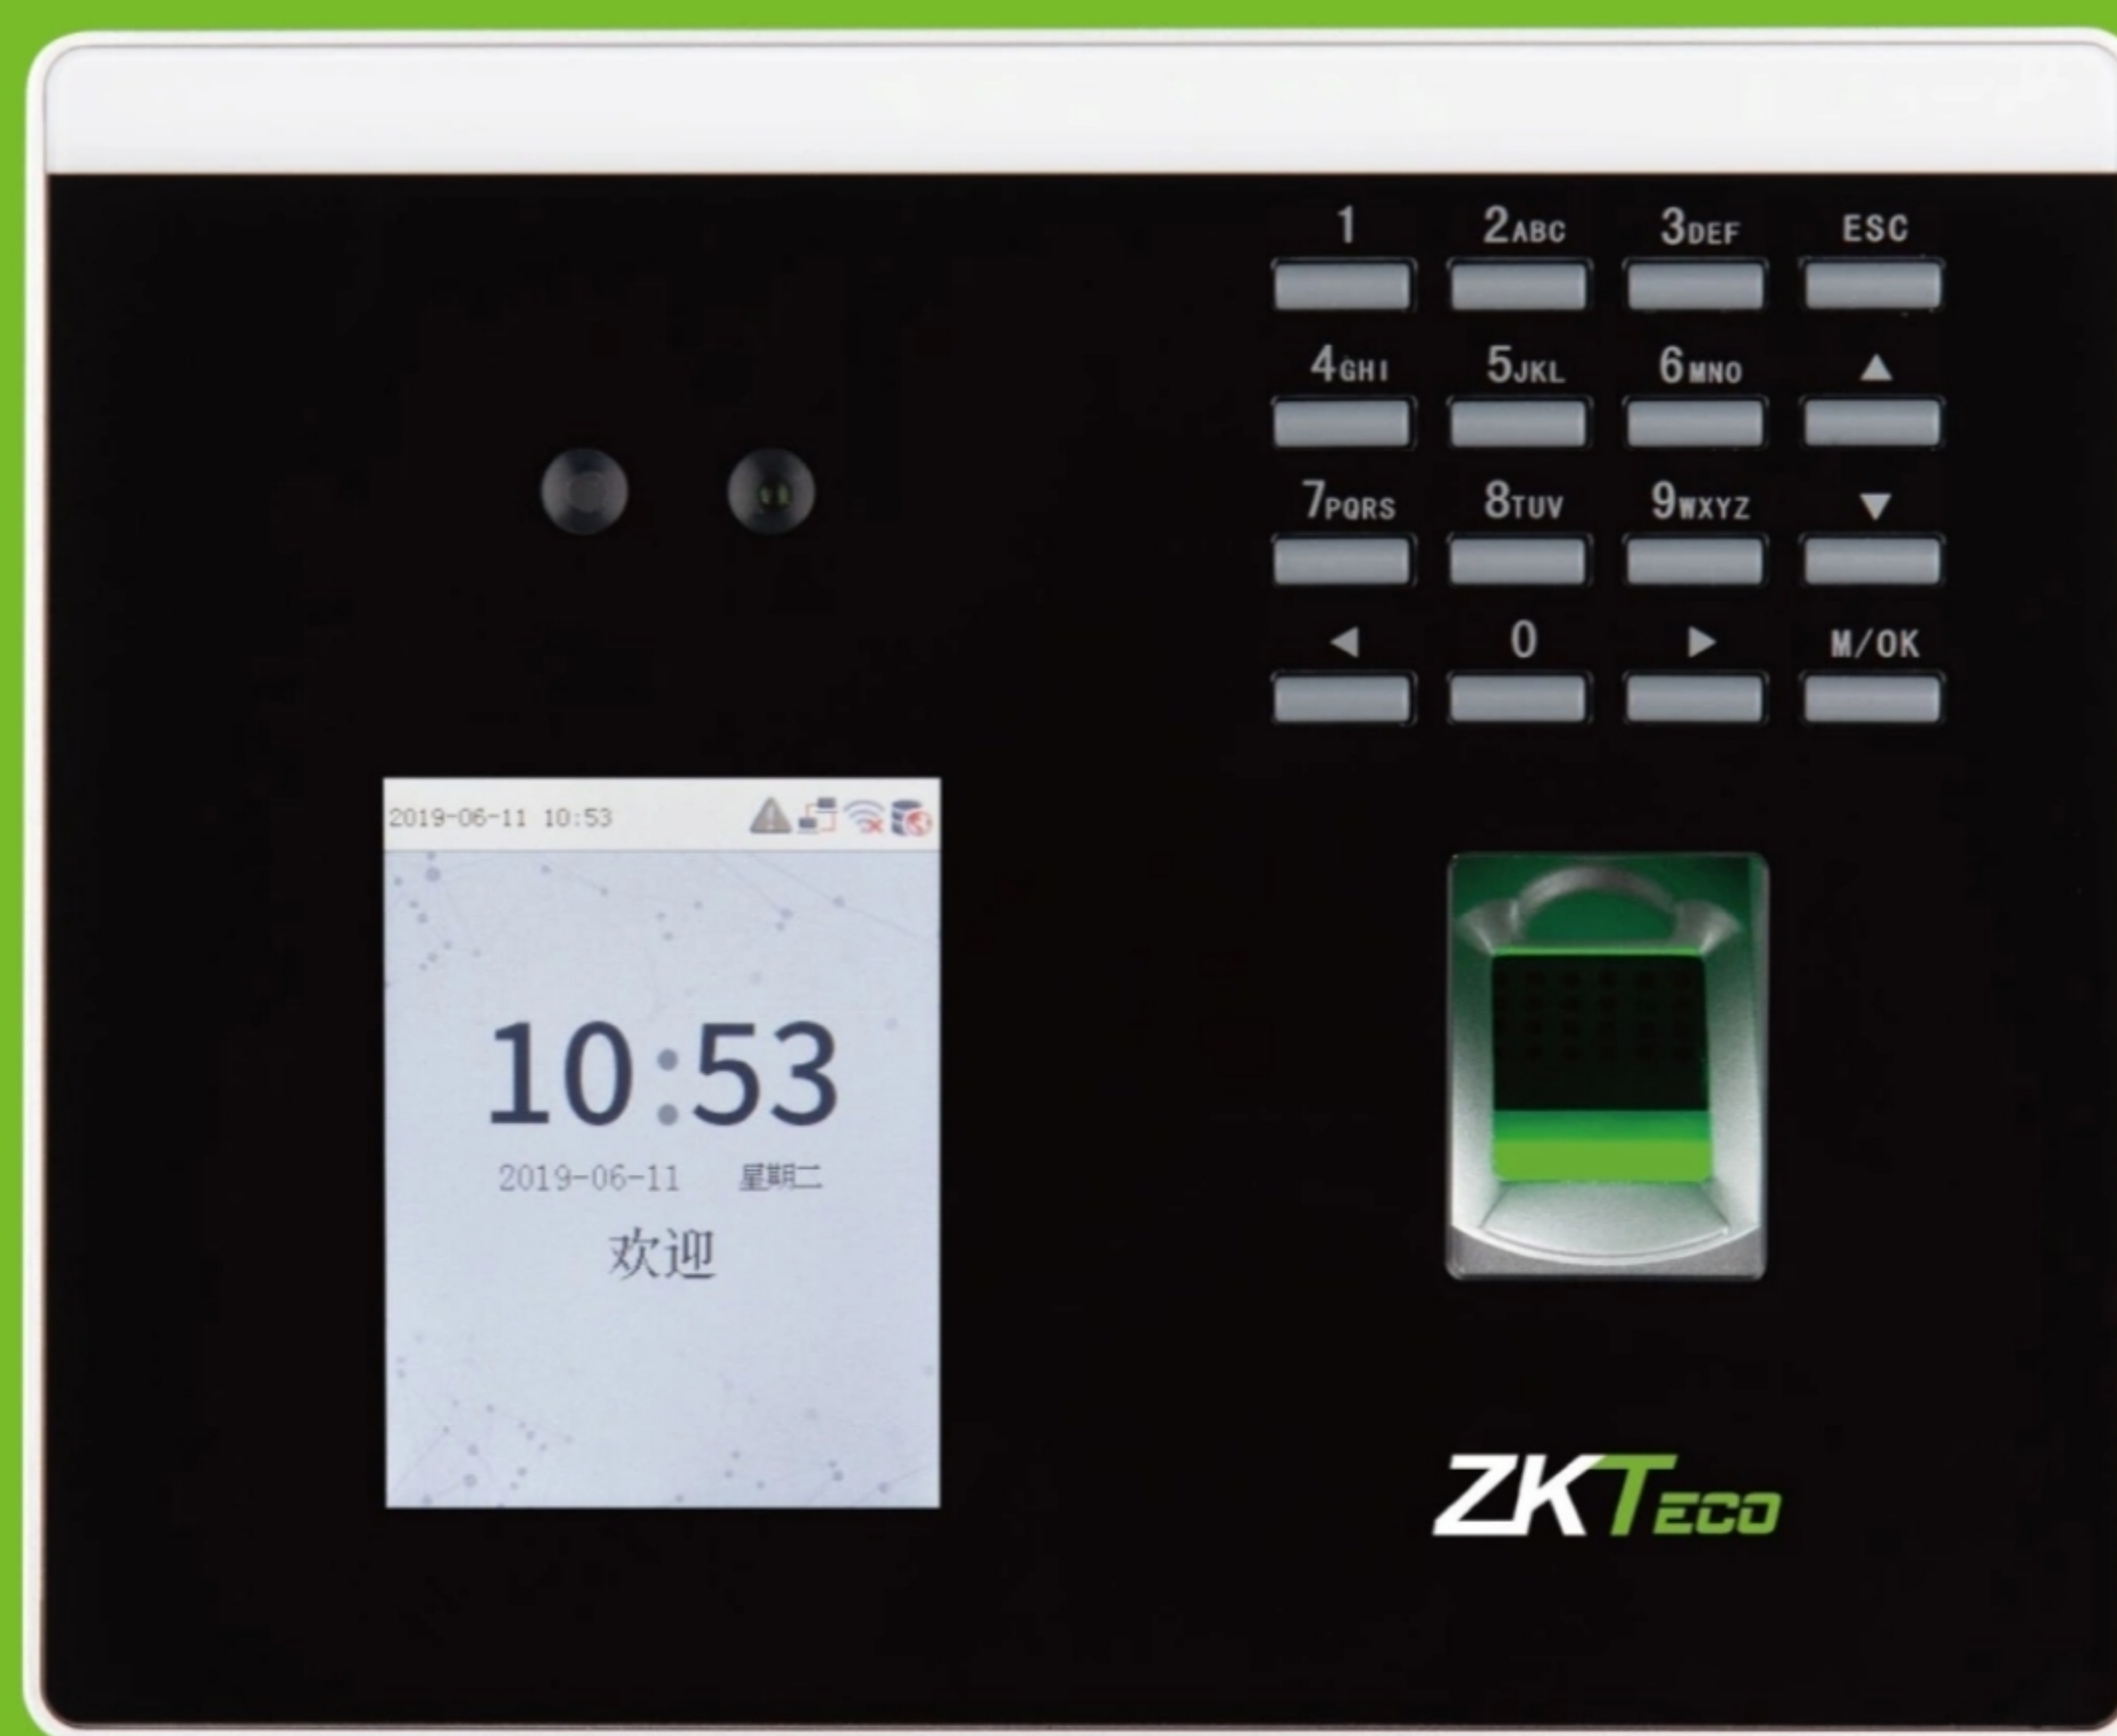 1 2ABC 3DEF ESC
4GHI 5JKL 6MNO ▲
7PQRS 8TUV 9WXYZ ▼
◀ 0 ▶ M/OK
2019-06-11 10:53
10:53
2019-06-11 星期二
欢迎
ZKTECO